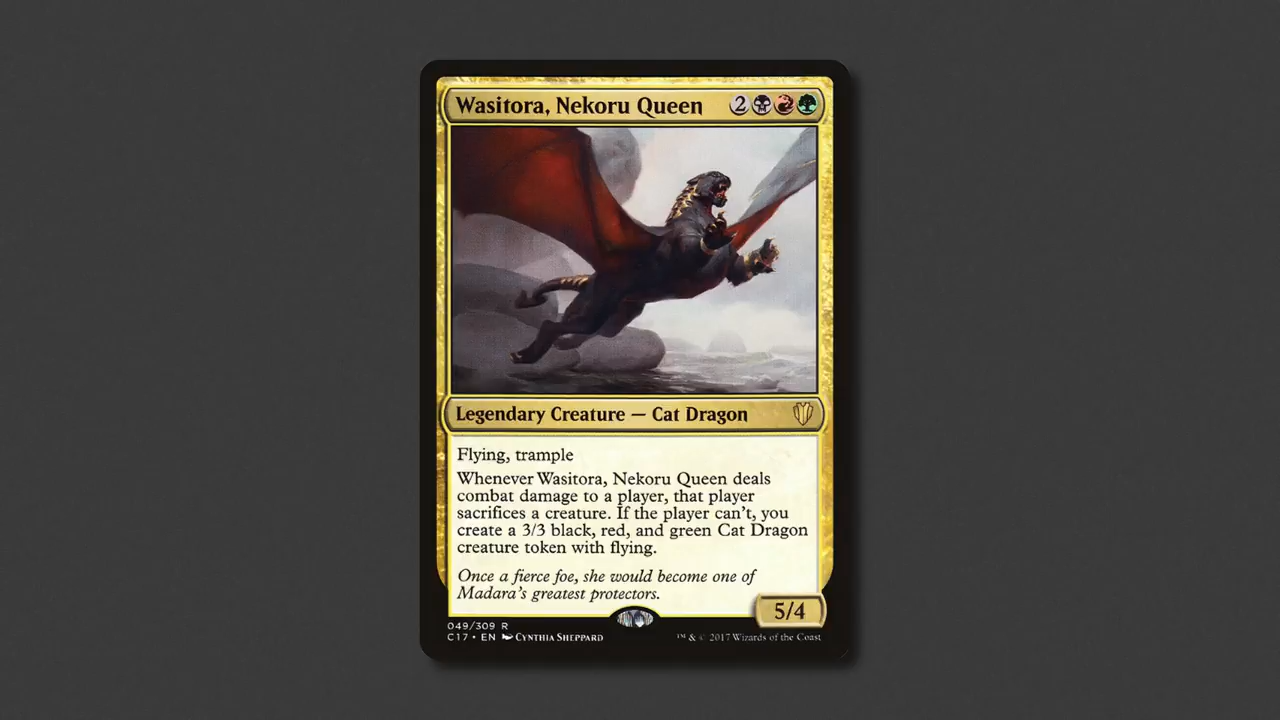 Wasitora, Nekoru Queen 2
Legendary Creature — Cat Dragon
Flying, trample
Whenever Wasitora, Nekoru Queen deals
combat damage to a player, that player
sacrifices a creature. If the player can't, you
create a 3/3 black, red, and green Cat Dragon
creature token with flying.
Once a fierce foe, she would become one of
Madara's greatest protectors.
5/4
049/309 R
C17 • EN Cynthia Sheppard
™ & © 2017 Wizards of the Coast